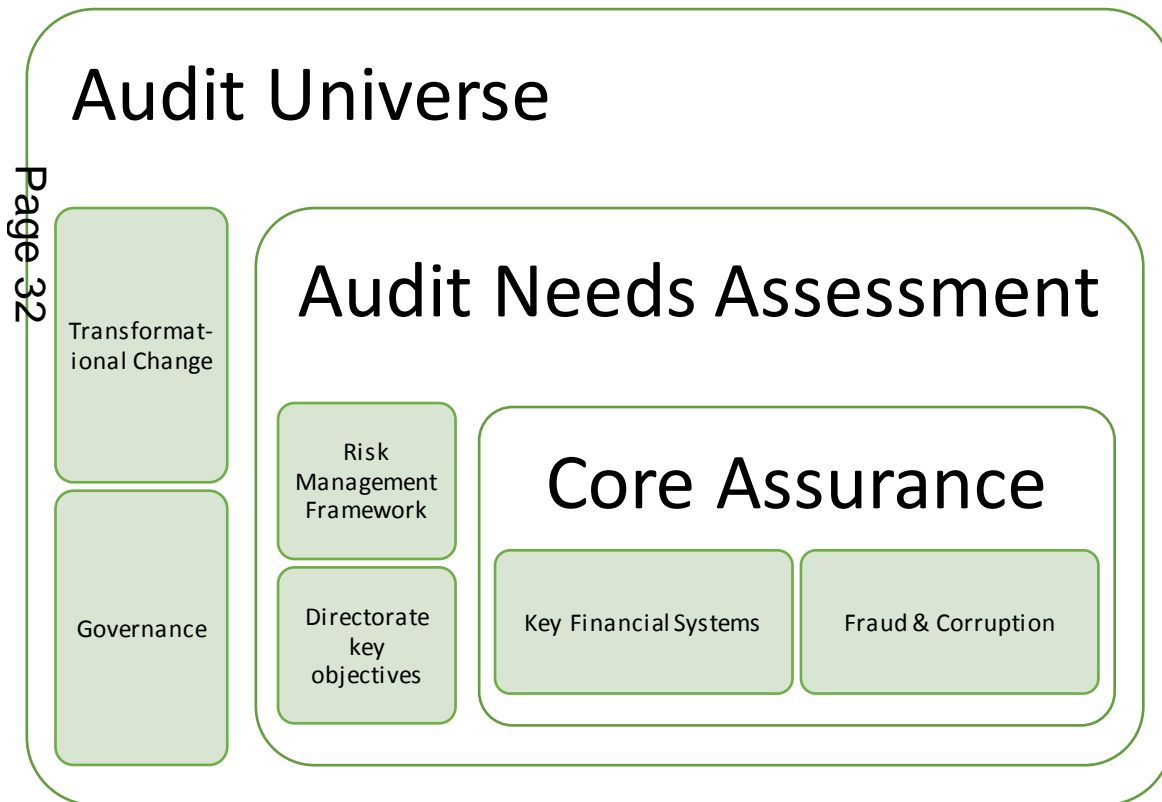 Audit Universe
Page 32
Transformat-
ional Change
Governance
Audit Needs Assessment
Risk
Management
Framework
Directorate
key
objectives
Core Assurance
Key Financial Systems
Fraud & Corruption